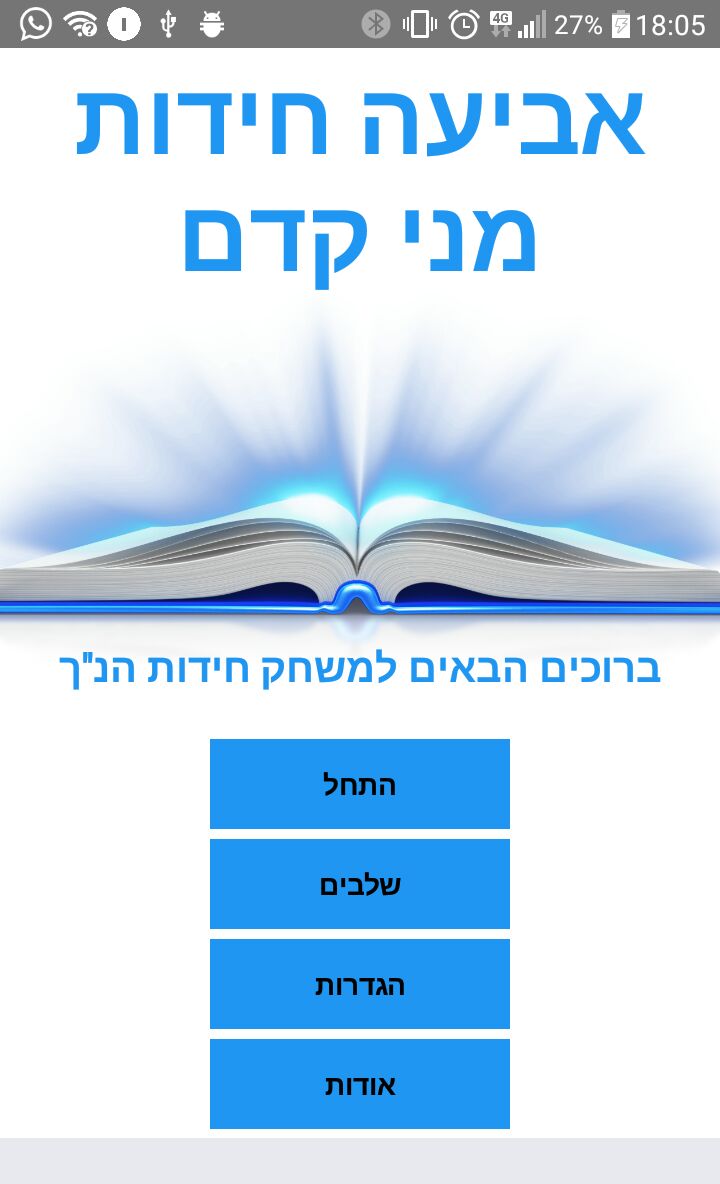 4G 27% 18:05
אביעה חידות
מני קדם
ברוכים הבאים למשחק חידות הנ"ך
התחל
שלבים
הגדרות
אודות